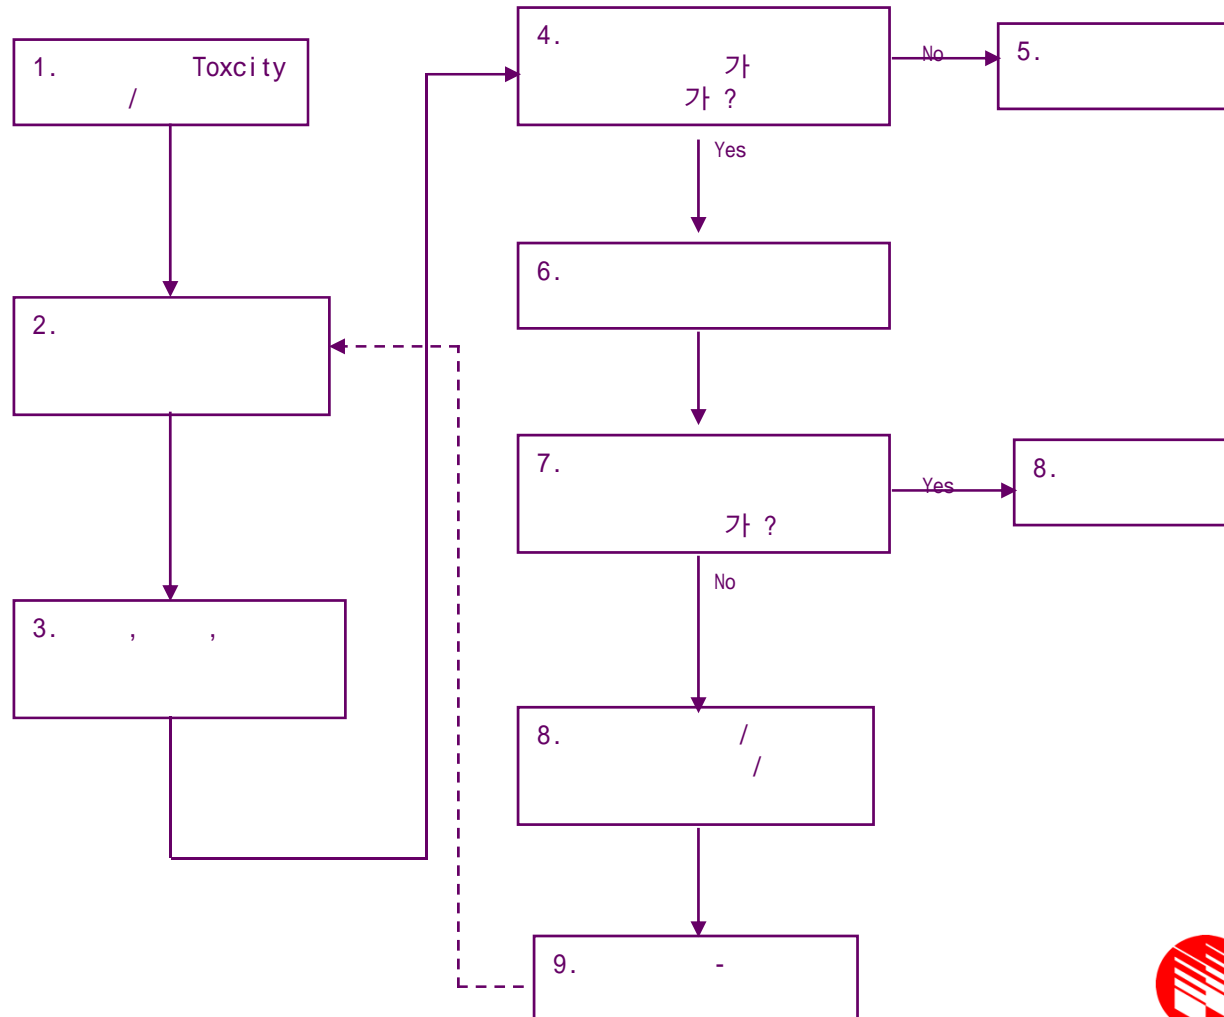 1. Toxcity
/
2.
3. , ,
4.
가
가 ?
No
5.
Yes
6.
7.
가 ?
Yes
8.
No
8. /
/
9. -